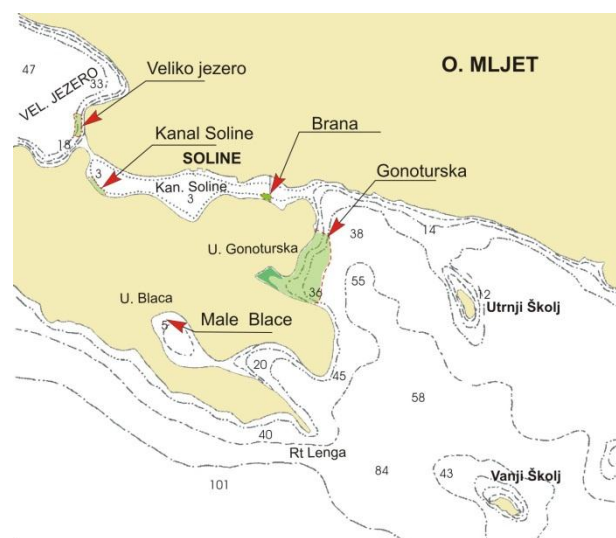 47
VEL. JEZERO
33
18
Veliko jezero
O. MLJET
Kanal Soline
SOLINE
Brana
3
Kan. Soline
3
Gonoturska
38
14
U. Gonoturska
36
55
12
Utrnji Školj
U. Blaca
5
Male Blace
20
45
58
40
Rt Lenga
84
43
Vanji Školj
101